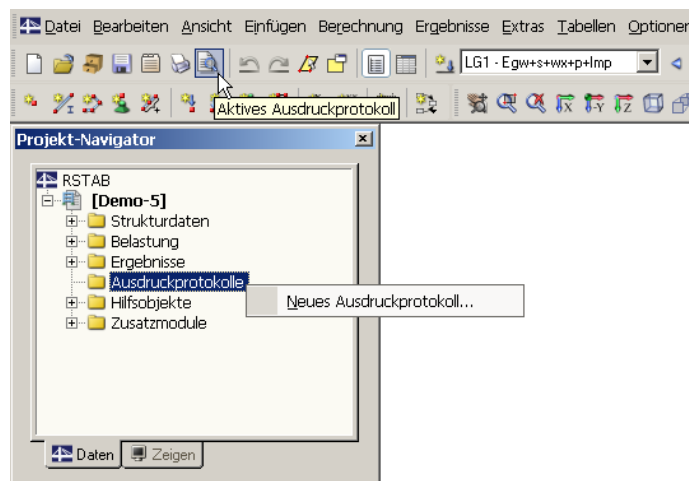 Datei Bearbeiten Ansicht Einfügen Berechnung Ergebnisse Extras Tabellen Optionen
LG1 - Egw+s+wx+p+Imp
Aktives Ausdruckprotokoll
Projekt-Navigator
RSTAB
[Demo-5]
Strukturdaten
Belastung
Ergebnisse
Ausdruckprotokolle
Neues Ausdruckprotokoll...
Hilfsobjekte
Zusatzmodule
Daten Zeigen